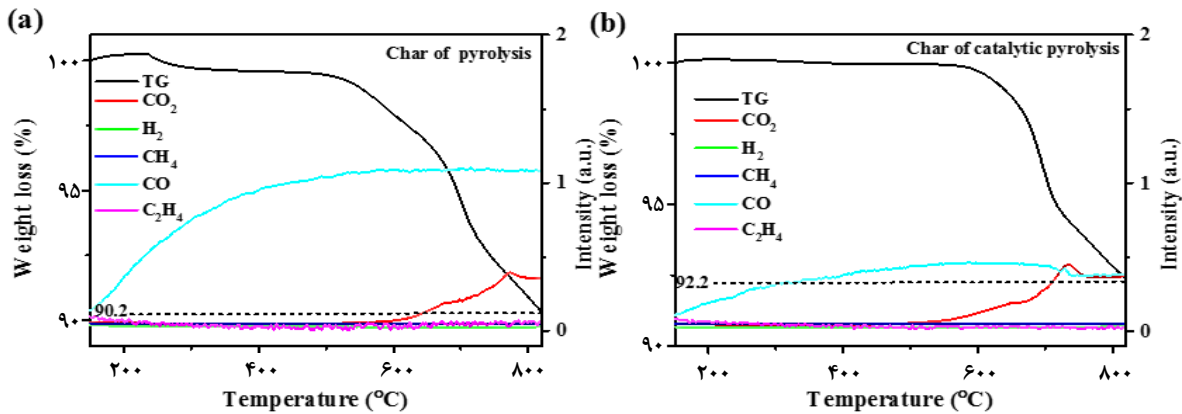 (a)
Char of pyrolysis
TG
CO₂
H₂
CH₄
CO
C₂H₄
90.2
Weight loss (%)
۱۰۰
۹۵
۹۰
Intensity (a.u.)
2
1
0
۲۰۰ ۴۰۰ ۶۰۰ ۸۰۰
Temperature (°C)
(b)
Char of catalytic pyrolysis
TG
CO₂
H₂
CH₄
CO
C₂H₄
92.2
Weight loss (%)
۱۰۰
۹۵
۹۰
Intensity (a.u.)
2
1
0
۲۰۰ ۴۰۰ ۶۰۰ ۸۰۰
Temperature (°C)